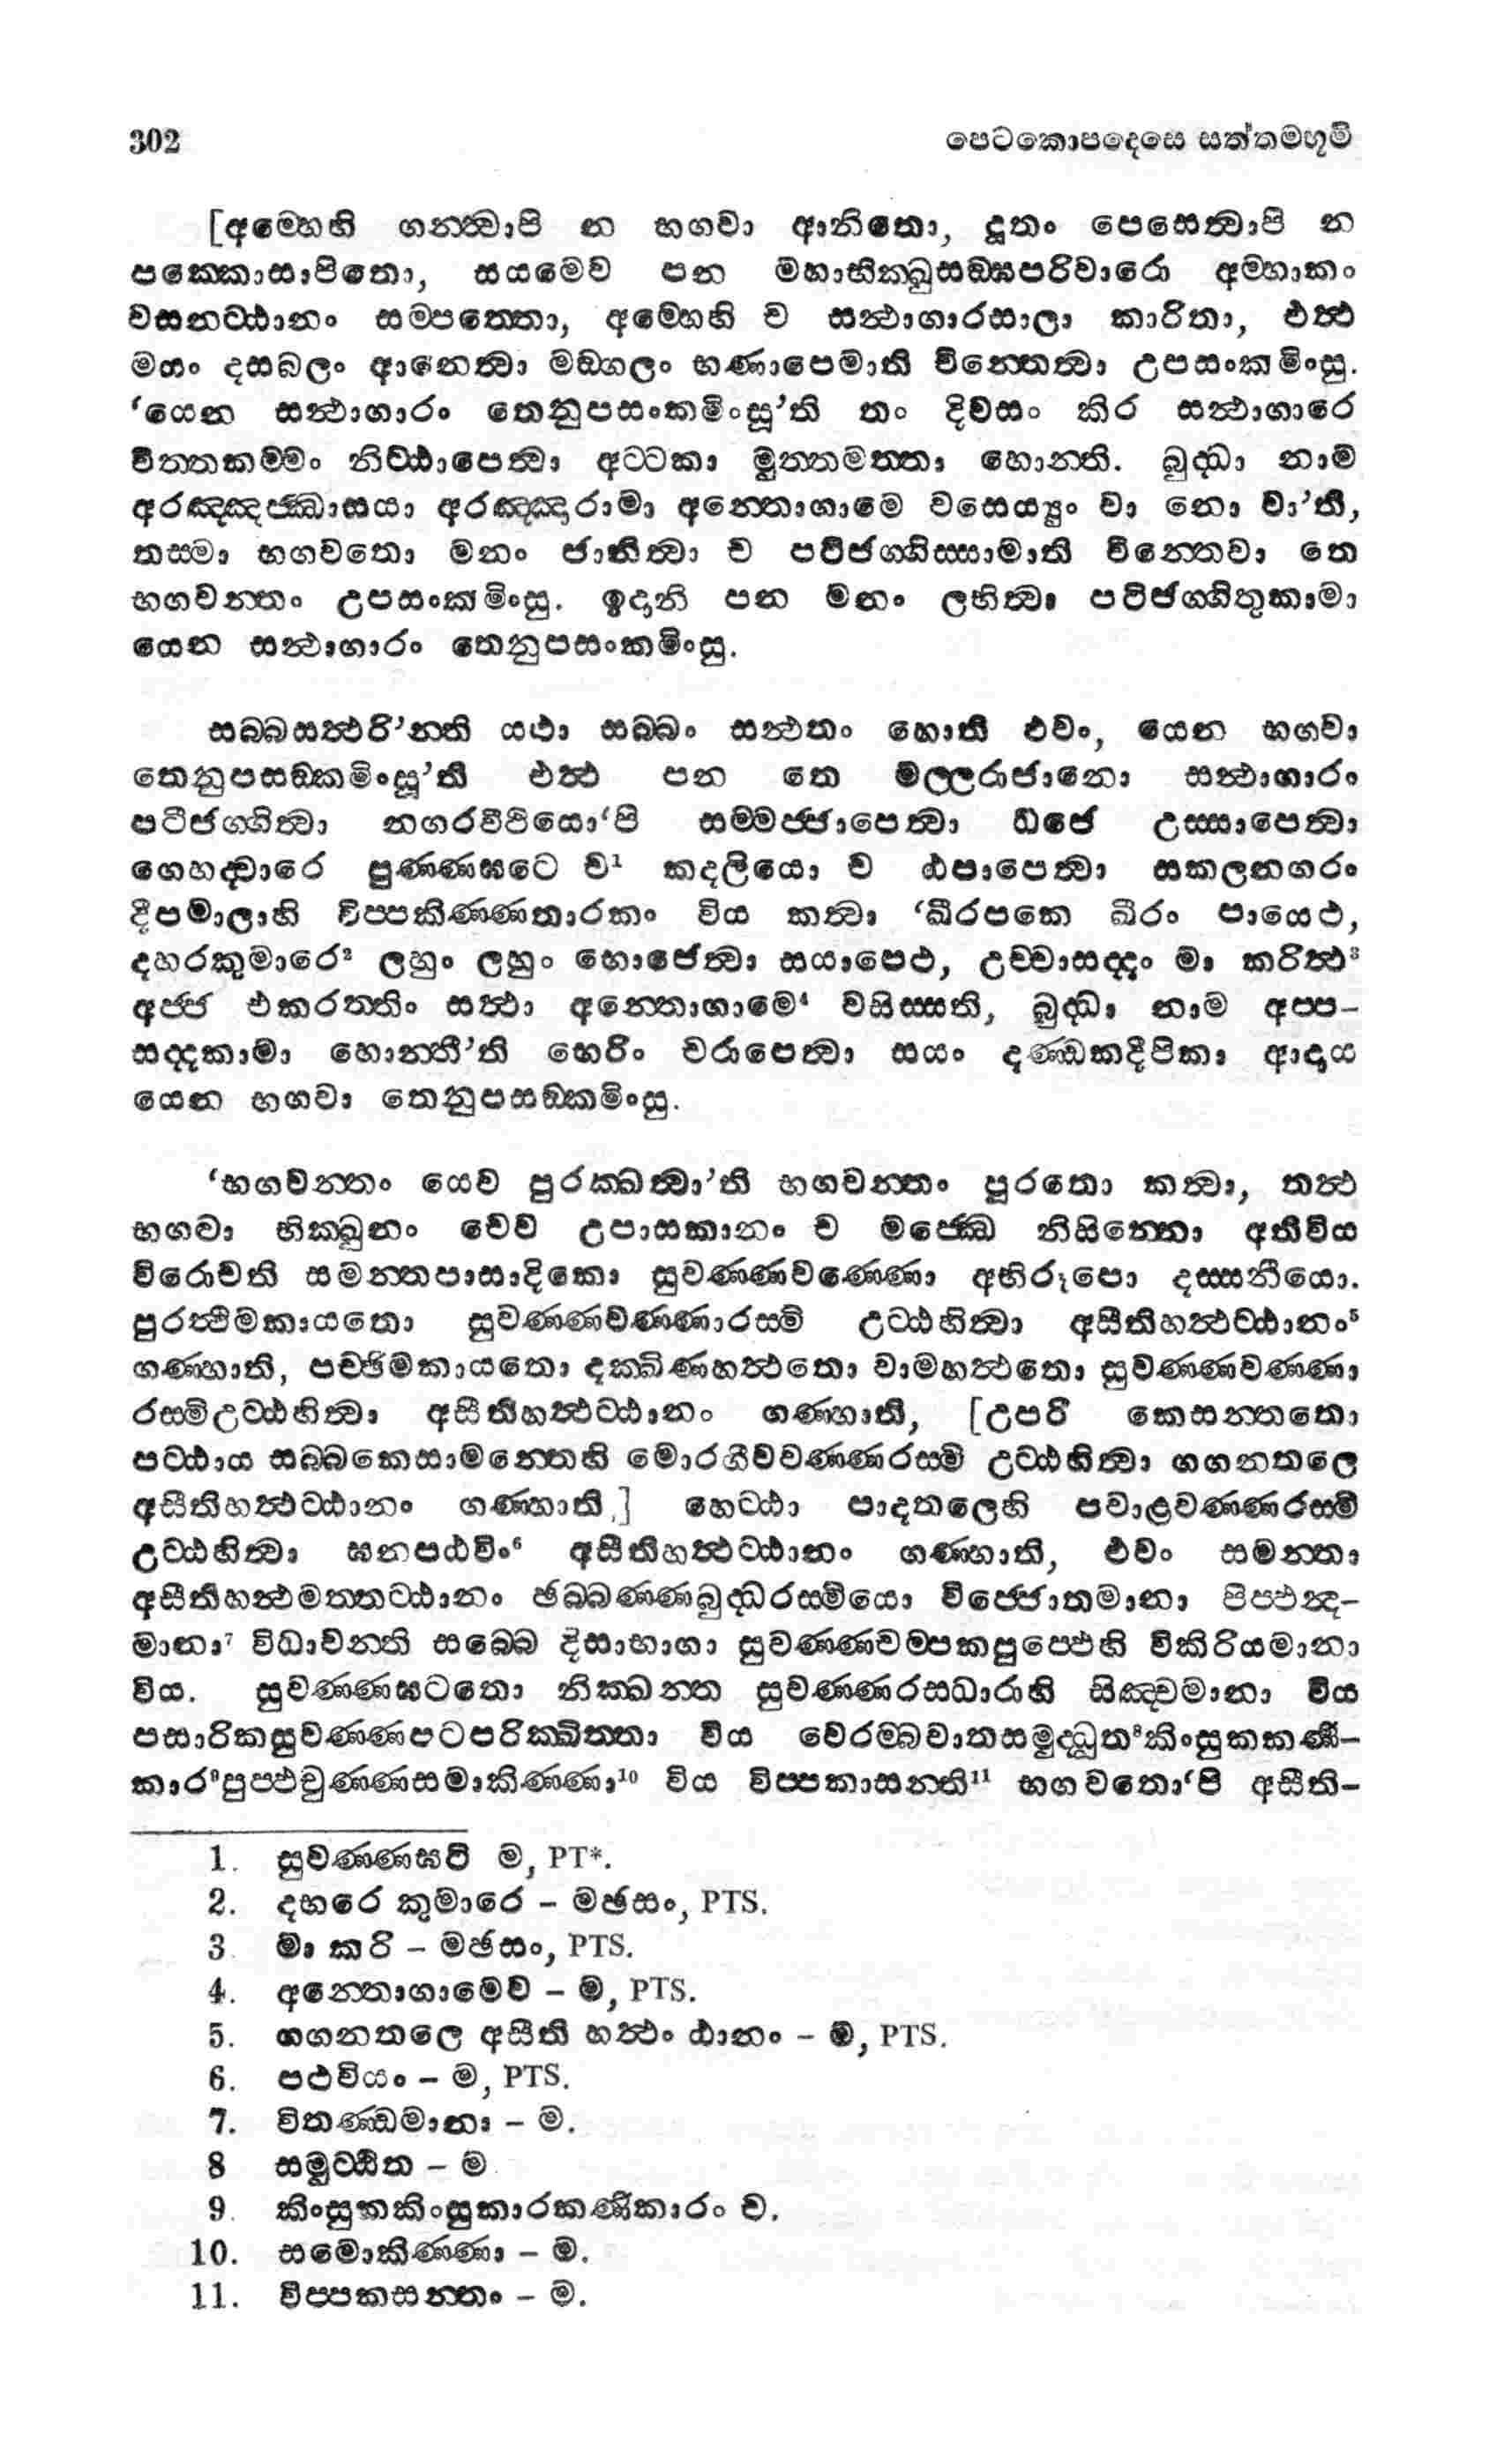 302 පෙටකොපදෙසෙ සත්තමභූමි
[අම්හෙහි ගන්ත්වාපි න භගවා ආනිතො, දූතං පෙසෙත්වාපි න
පක්කොසාපිතො, සයමෙව පන මහාභික්ඛුසඞ්ඝපරිවාරො අම්හාකං
වසනට්ඨානං සම්පත්තො, අම්හෙහි ච සන්ථාගාරසාලා කාරිතා, එත්ථ
මයං දසබලං ආනෙත්වා මඞ්ගලං භණාපෙමාති චින්තෙත්වා උපසංකමිංසු.
‘යෙන සන්ථාගාරං තෙනුපසංකමිංසූ’ති තං දිවසං කිර සන්ථාගාරෙ
චිත්තකම්මං නිට්ඨාපෙත්වා අට්ටකා මුත්තමත්තා හොන්ති. බුද්ධා නාම
අරඤ්ඤජ්ඣාසයා අරඤ්ඤාරාමා අන්තොගාමෙ වසෙය්‍යුං වා නො වා’ති,
තස්මා භගවතො මනං ජානිත්වා ච පටිජග්ගිස්සාමාති චින්තෙවා තෙ
භගවන්තං උපසංකමිංසු. ඉදානි පන මනං ලභිත්වා පටිජග්ගිතුකාමා
යෙන සන්ථාගාරං තෙනුපසංකමිංසු.
සබ්බසත්ථරි’න්ති යථා සබ්බං සන්ථතං හොති එවං, යෙන භගවා
තෙනුපසඞ්කමිංසූ’ති එත්ථ පන තෙ මල්ලරාජානො සන්ථාගාරං
පටිජග්ගිත්වා නගරවීථියො‘පි සම්මජ්ජාපෙත්වා ධජෙ උස්සාපෙත්වා
ගෙහද්වාරෙ පුණ්ණඝටෙ ච¹ කදලියො ච ඨපාපෙත්වා සකලනගරං
දීපමාලාහි විප්පකිණ්ණතාරකං විය කත්වා ‘ඛීරපකෙ ඛීරං පායෙථ,
දහරකුමාරෙ² ලහුං ලහුං භොජෙත්වා සයාපෙථ, උච්චාසද්දං මා කරිත්ථ³
අජ්ජ එකරත්තිං සත්ථා අන්තොගාමෙ⁴ වසිස්සති, බුද්ධා නාම අප්ප-
සද්දකාමා හොන්තී’ති භෙරිං චරාපෙත්වා සයං දණ්ඩකදීපිකා ආදාය
යෙන භගවා තෙනුපසඞ්කමිංසු.
‘භගවන්තං යෙව පුරක්ඛත්වා’ති භගවන්තං පූරතො කත්වා, තත්ථ
භගවා භික්ඛුනං චෙව උපාසකානං ච මජ්ඣෙ නිසින්නො අතිවිය
විරොචති සමන්තපාසාදිකො සුවණ්ණවණ්ණො අභිරූපො දස්සනීයො.
පුරත්ථිමකායතො සුවණ්ණවණ්ණාරස්මි උට්ඨහිත්වා අසීතිහත්ථට්ඨානං⁵
ගණ්හාති, පච්ඡිමකායතො දක්ඛිණහත්ථතො වාමහත්ථතො සුවණ්ණවණ්ණා
රස්මිඋට්ඨහිත්වා අසීතිහත්ථට්ඨානං ගණ්හාති, [උපරි කෙසන්තතො
පට්ඨාය සබ්බකෙසාමන්තෙහි මොරගීවවණ්ණරස්මි උට්ඨහිත්වා ගගනතලෙ
අසීතිහත්ථට්ඨානං ගණ්හාති,] හෙට්ඨා පාදතලෙහි පවාළවණ්ණරස්මි
උට්ඨහිත්වා ඝනපඨවිං⁶ අසීතිහත්ථට්ඨානං ගණ්හාති, එවං සමන්තා
අසීතිහත්ථමත්තට්ඨානං ඡබ්බණ්ණබුද්ධරස්මියො විජ්ජොතමානා පිප්ඵන්ද-
මානා⁷ විධාවන්ති සබ්බෙ දිසාභාගා සුවණ්ණචම්පකපුප්ඵෙහි විකිරියමානා
විය. සුවණ්ණඝටතො නික්ඛන්ත සුවණ්ණරසධාරාහි සිඤ්චමානා විය
පසාරිකසුවණ්ණපටපරික්ඛිත්තා විය වෙරම්බවාතසමුද්ධූත⁸කිංසුකකණි-
කාර⁹පුප්ඵචුණ්ණසමාකිණ්ණා¹⁰ විය විප්පකාසන්ති¹¹ භගවතො‘පි අසීති-
1. සුවණ්ණඝටි ම, PT*.
2. දහරෙ කුමාරෙ – මඡසං, PTS.
3 මා කරි – මඡසං, PTS.
4. අන්තොගාමෙව – ම, PTS.
5. ගගනතලෙ අසීති හත්ථං ඨානං – ම, PTS.
6. පථවියං – ම, PTS.
7. විතණ්ඩමානා – ම.
8 සමුට්ඨිත – ම
9. කිංසුකකිංසුකාරකණිකාරං ච.
10. සමොකිණ්ණා – ම.
11. විප්පකසන්තං – ම.